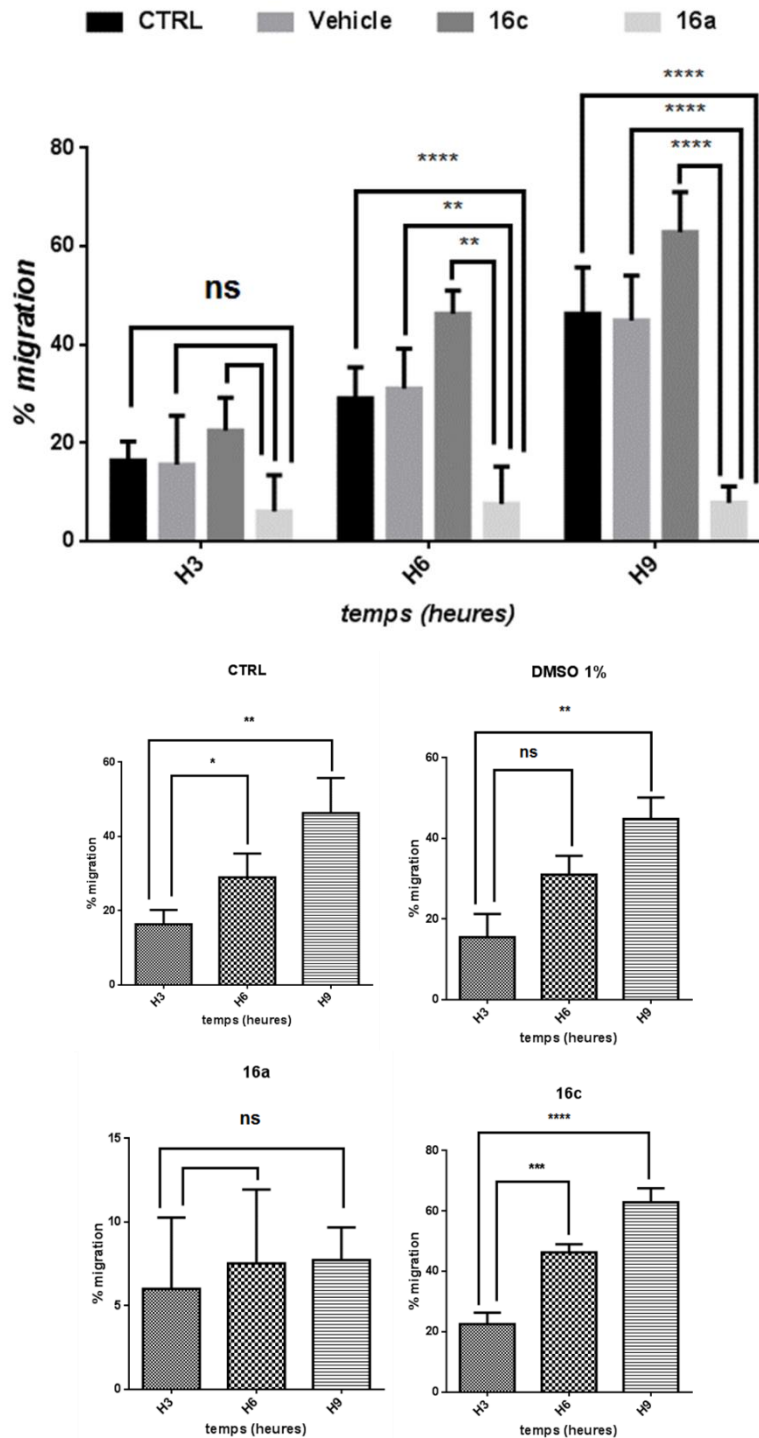 CTRL Vehicle 16c 16a
****
****
****
****
**
**
ns
80
60
40
20
0
% migration
H3 H6 H9
temps (heures)
CTRL
**
*
60
40
20
0
% migration
H3 H6 H9
temps (heures)
DMSO 1%
**
ns
60
40
20
0
% migration
H3 H6 H9
temps (heures)
16a
ns
15
10
5
0
% migration
H3 H6 H9
temps (heures)
16c
****
***
80
60
40
20
0
% migration
H3 H6 H9
temps (heures)